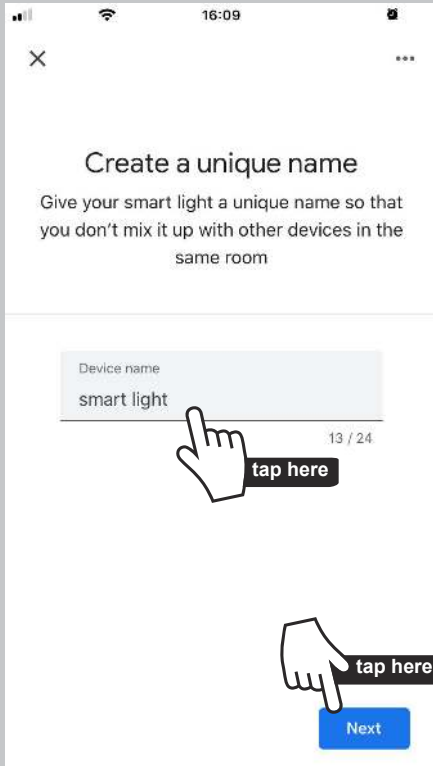 16:09
Create a unique name
Give your smart light a unique name so that
you don't mix it up with other devices in the
same room
Device name
smart light
13 / 24
tap here
tap here
Next